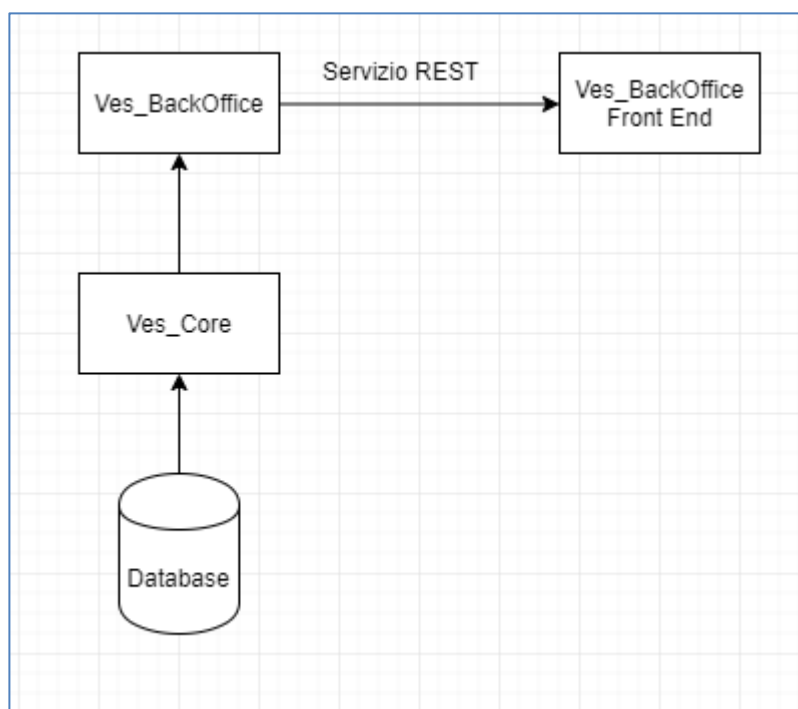 Servizio REST
Ves_BackOffice
Ves_BackOffice
Front End
Ves_Core
Database